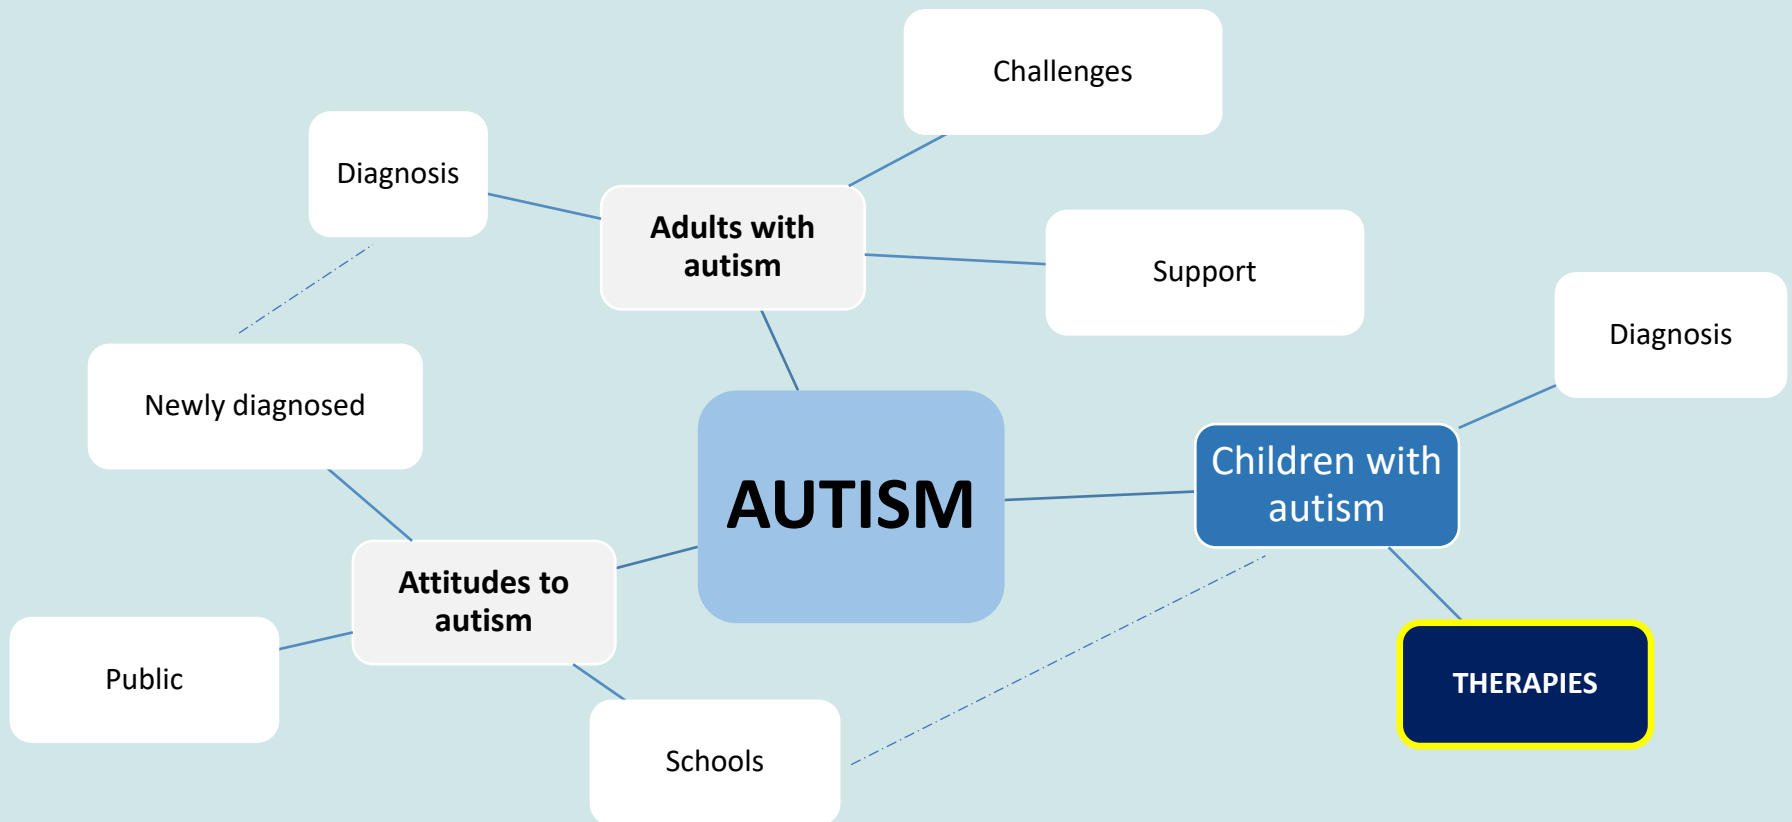 Challenges
Diagnosis
Adults with
autism
Support
Diagnosis
Newly diagnosed
AUTISM
Children with
autism
Attitudes to
autism
Public
THERAPIES
Schools